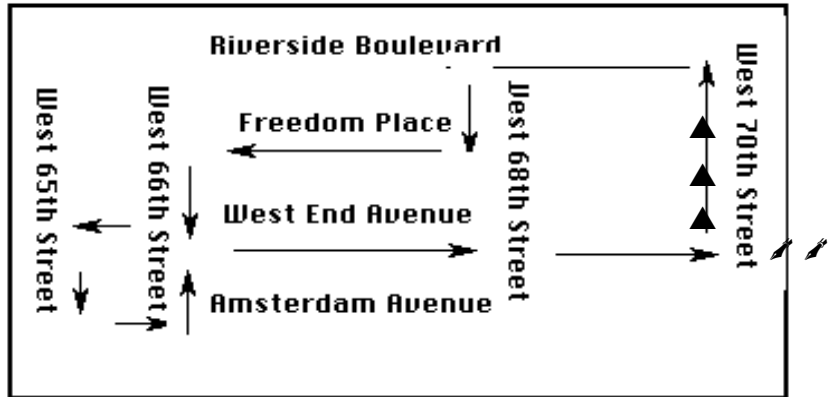 Riverside Boulevard
West 65th Street
West 66th Street
Freedom Place
West End Avenue
Amsterdam Avenue
West 68th Street
West 70th Street